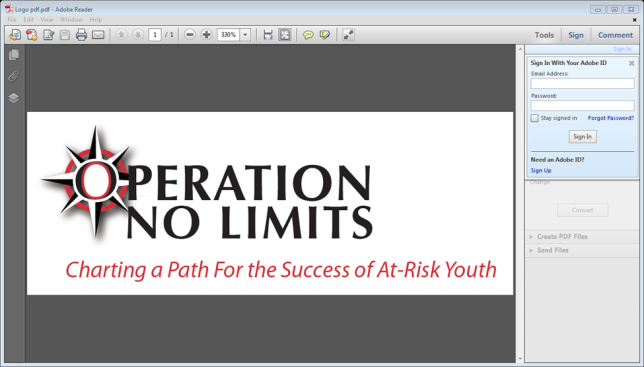 Logo pdf.pdf - Adobe Reader
File Edit View Window Help
1 / 1 330% Tools Sign Comment
Sign In
Sign In With Your Adobe ID
Email Address:
Password:
Stay signed in Forgot Password?
Sign In
Need an Adobe ID?
Sign Up
Change
Convert
Create PDF Files
Send Files
OPERATION
NO LIMITS
Charting a Path For the Success of At-Risk Youth